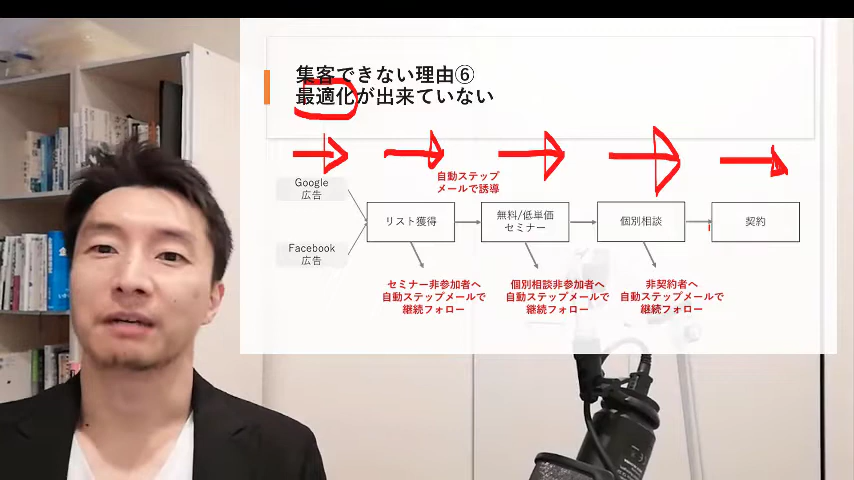 集客できない理由⑥
最適化が出来ていない
Google
広告
自動ステップ
メールで誘導
リスト獲得
無料/低単価
セミナー
個別相談
契約
Facebook
広告
セミナー非参加者へ
自動ステップメールで
継続フォロー
個別相談非参加者へ
自動ステップメールで
継続フォロー
非契約者へ
自動ステップメールで
継続フォロー